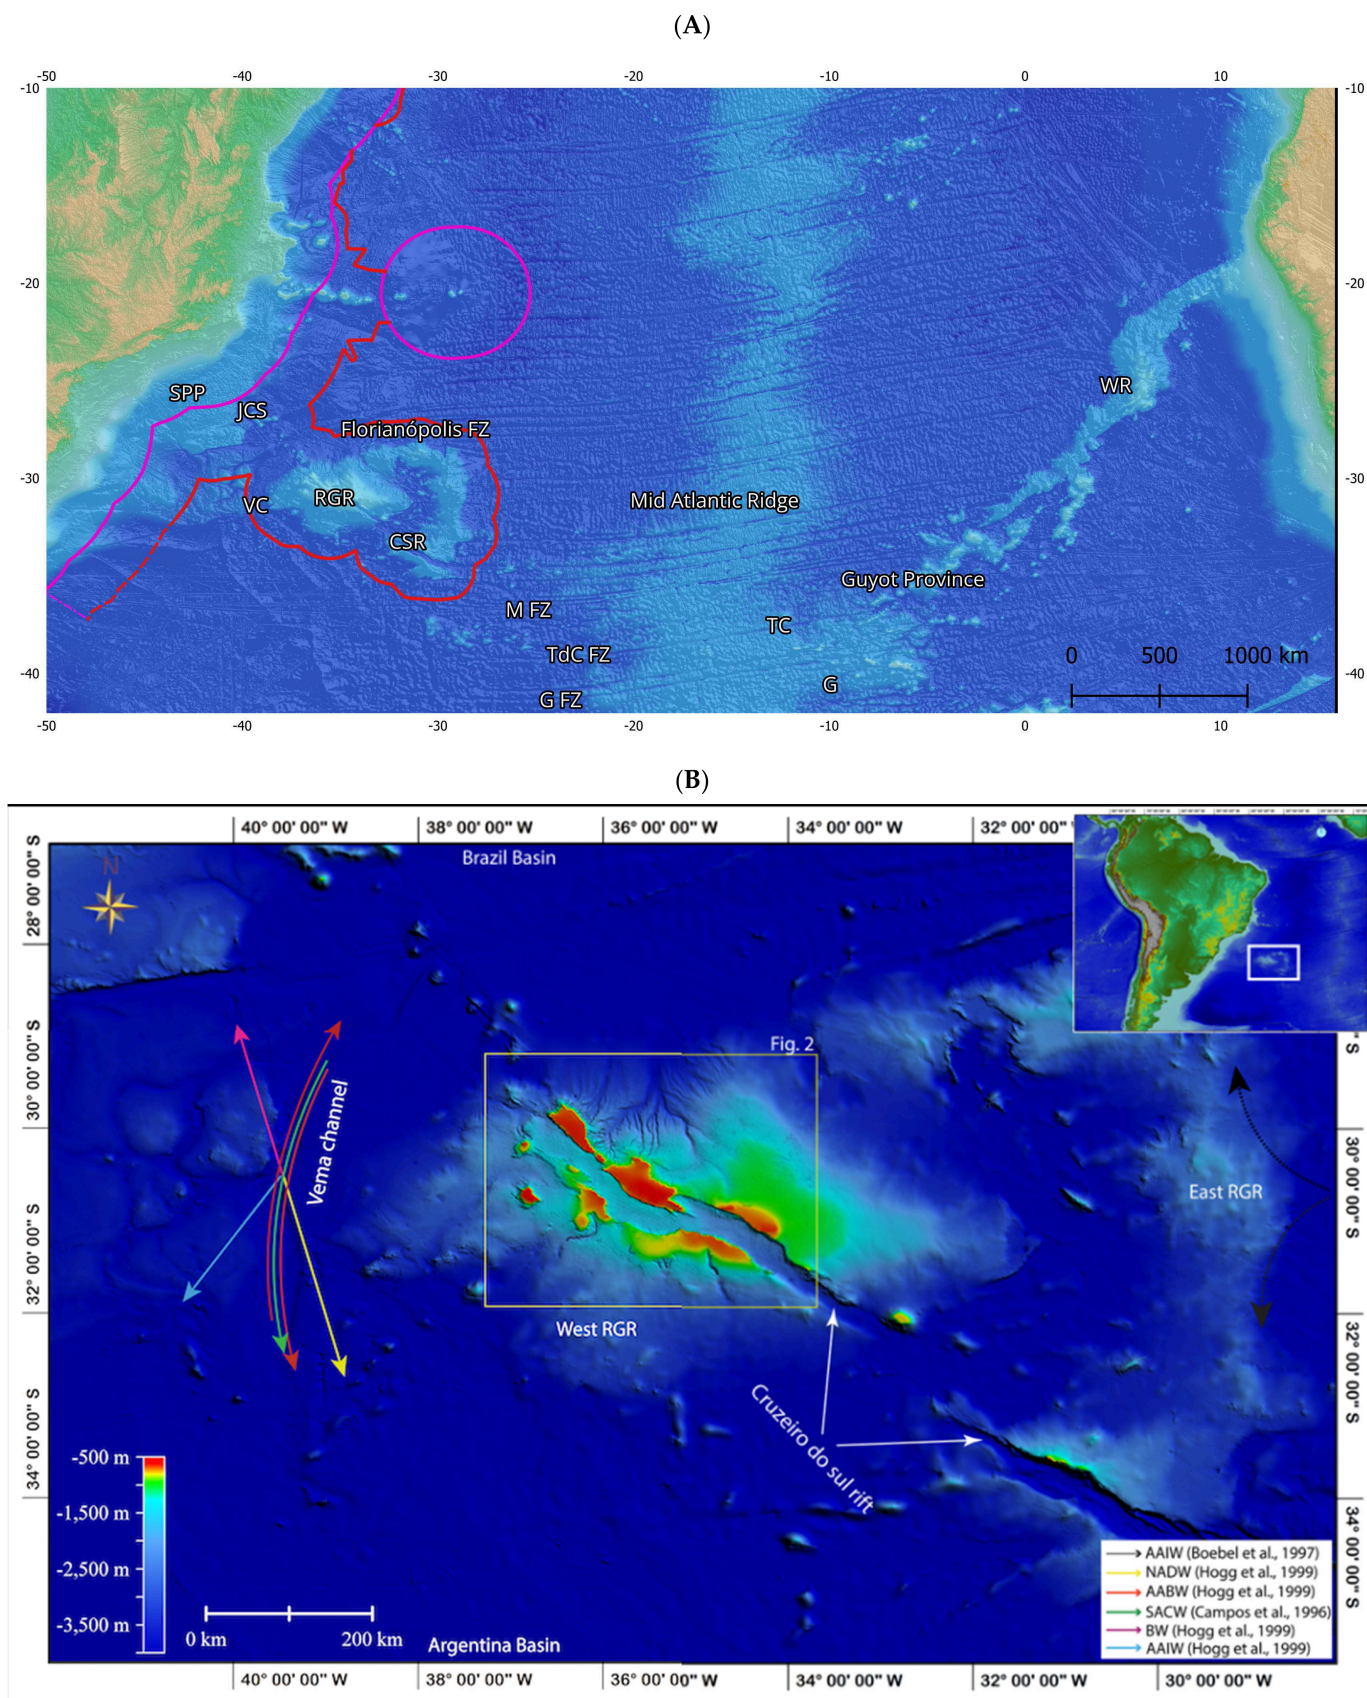 (A)
-50 -40 -30 -20 -10 0 10
-10 -10
-20 -20
SPP
JCS
WR
Florianópolis FZ
-30 -30
VC
RGR
Mid Atlantic Ridge
CSR
Guyot Province
M FZ
TC
TdC FZ
0 500 1000 km
-40 -40
G
G FZ
-50 -40 -30 -20 -10 0 10
(B)
40° 00' 00'' W 38° 00' 00'' W 36° 00' 00'' W 34° 00' 00'' W 32° 00' 00''
28° 00' 00'' S
N
Brazil Basin
Fig. 2
S
30° 00' 00'' S
Vema channel
East RGR
30° 00' 00'' S
32° 00' 00'' S
West RGR
32° 00' 00'' S
Cruzeiro do sul rift
34° 00' 00'' S
34° 00' 00'' S
-500 m
-1,500 m
-2,500 m
-3,500 m
0 km 200 km
Argentina Basin
AAIW (Boebel et al., 1997)
NADW (Hogg et al., 1999)
AABW (Hogg et al., 1999)
SACW (Campos et al., 1996)
BW (Hogg et al., 1999)
AAIW (Hogg et al., 1999)
40° 00' 00'' W 38° 00' 00'' W 36° 00' 00'' W 34° 00' 00'' W 32° 00' 00'' W 30° 00' 00'' W